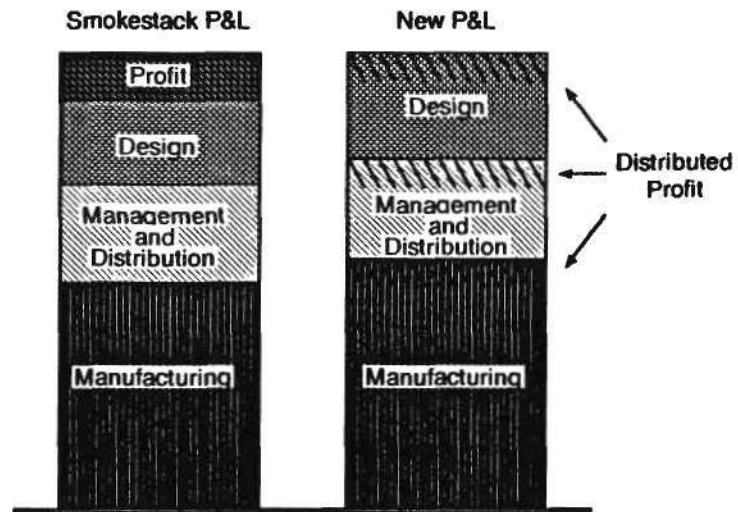 Smokestack P&L
New P&L
Profit
Design
Management
and
Distribution
Manufacturing
Design
Management
and
Distribution
Manufacturing
Distributed
Profit